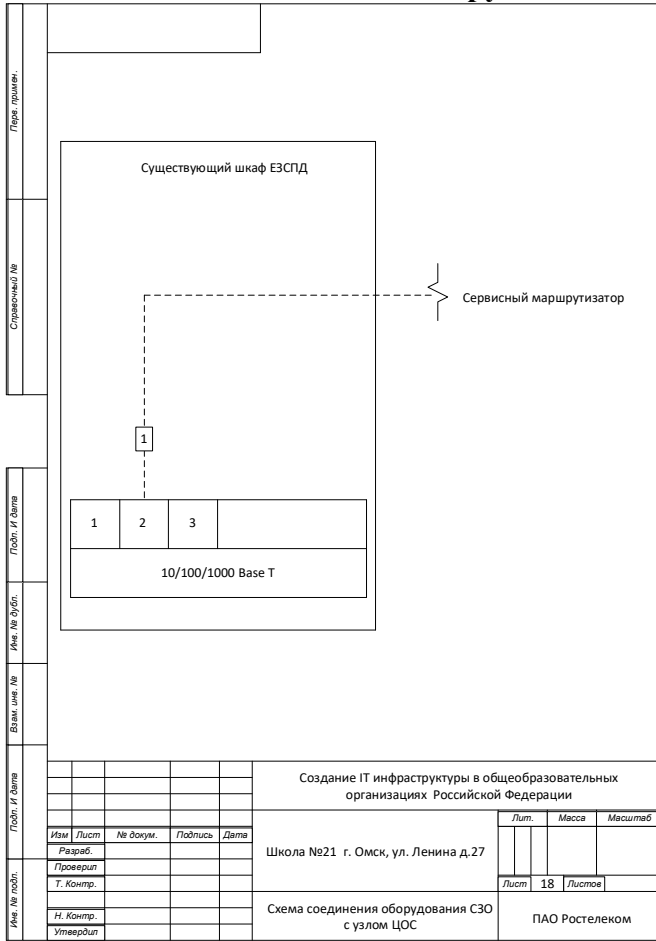 Перв. примен.
Справочный №
Подп. И дата
Инв. № дубл.
Взам. инв. №
Подп. И дата
Инв. № подл.
Существующий шкаф ЕЗСПД
Сервисный маршрутизатор
1
1 2 3
10/100/1000 Base T
Создание IT инфраструктуры в общеобразовательных
организациях Российской Федерации
Изм Лист № докум. Подпись Дата
Разраб.
Проверил
Т. Контр.
Н. Контр.
Утвердил
Школа №21 г. Омск, ул. Ленина д.27
Лит. Масса Масштаб
Лист 18 Листов
Схема соединения оборудования СЗО
с узлом ЦОС
ПАО Ростелеком